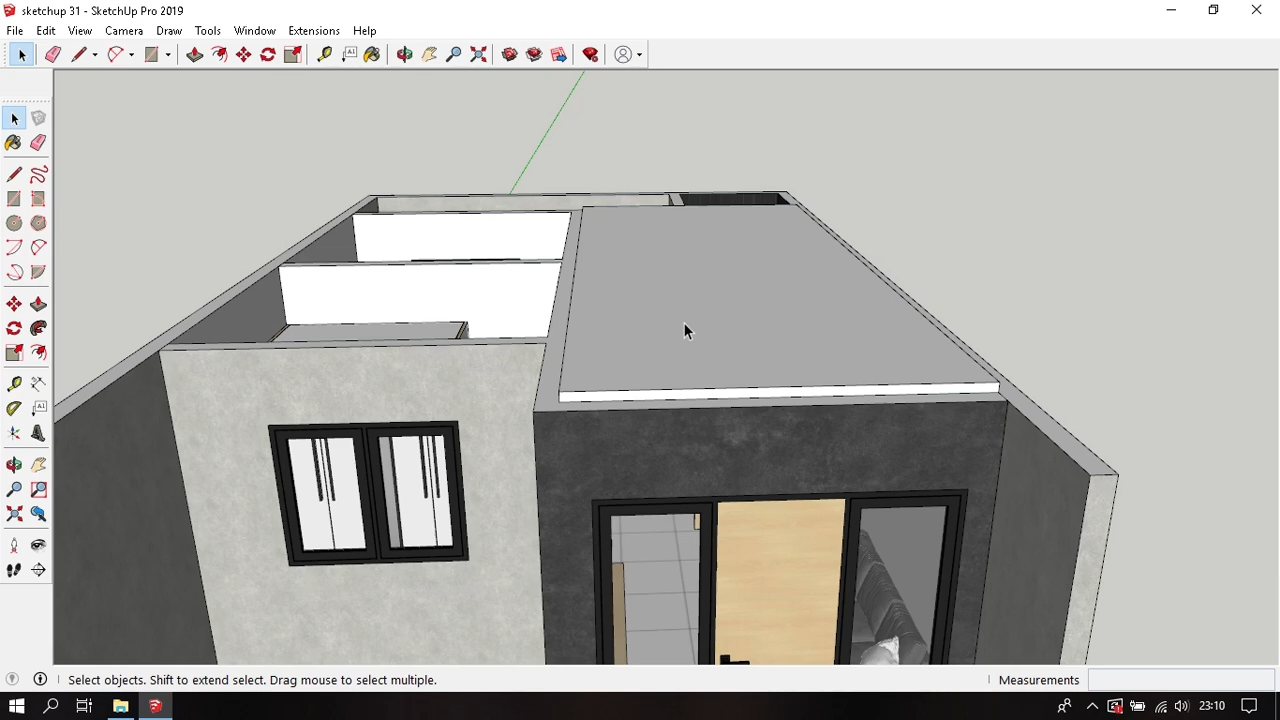 sketchup 31 - SketchUp Pro 2019
File Edit View Camera Draw Tools Window Extensions Help
Select objects. Shift to extend select. Drag mouse to select multiple.
Measurements
23:10